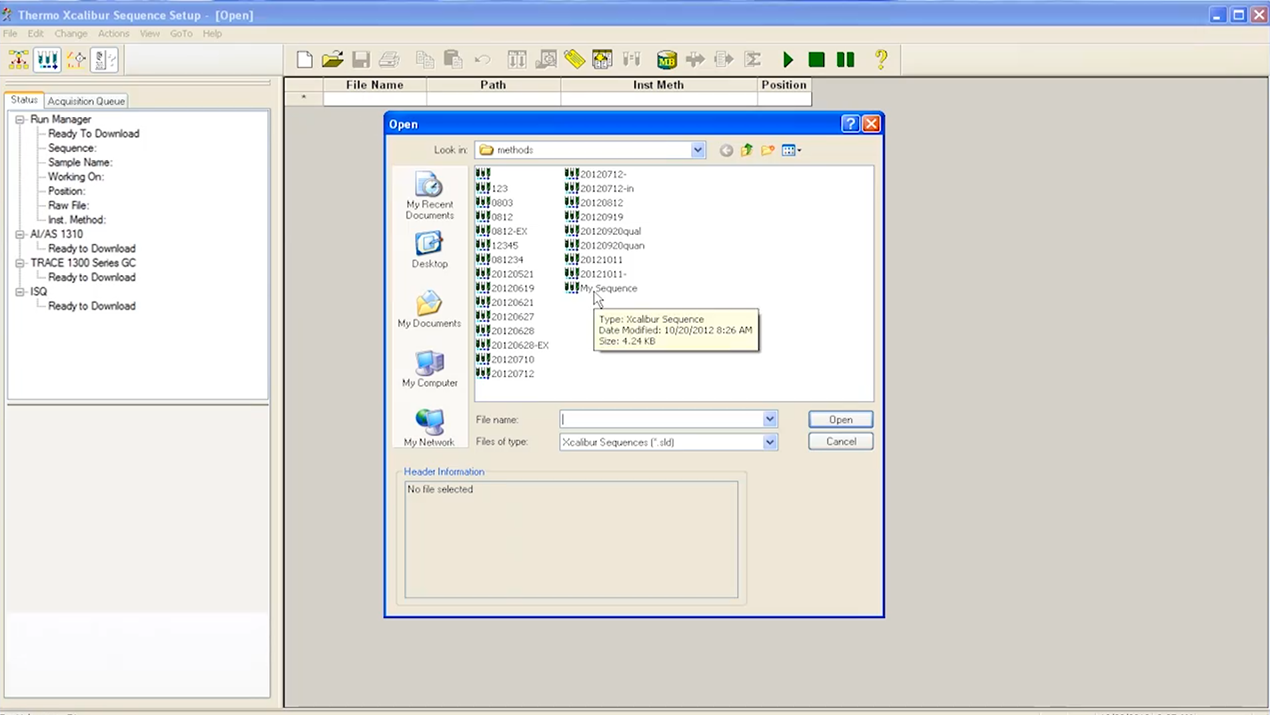 Thermo Xcalibur Sequence Setup - [Open]
File Edit Change Actions View GoTo Help
Status Acquisition Queue
Run Manager
Ready To Download
Sequence:
Sample Name:
Working On:
Position:
Raw File:
Inst. Method:
AI/AS 1310
Ready to Download
TRACE 1300 Series GC
Ready to Download
ISQ
Ready to Download
MB
File Name Path Inst Meth Position
*
Open
Look in: methods
My Recent
Documents
Desktop
My Documents
My Computer
My Network
123
0803
0812
0812-EX
12345
081234
20120521
20120619
20120621
20120627
20120628
20120628-EX
20120710
20120712
20120712-
20120712-in
20120812
20120919
20120920qual
20120920quan
20121011
20121011-
My Sequence
Type: Xcalibur Sequence
Date Modified: 10/20/2012 8:26 AM
Size: 4.24 KB
File name: Open
Files of type: Xcalibur Sequences (*.sld) Cancel
Header Information
No file selected